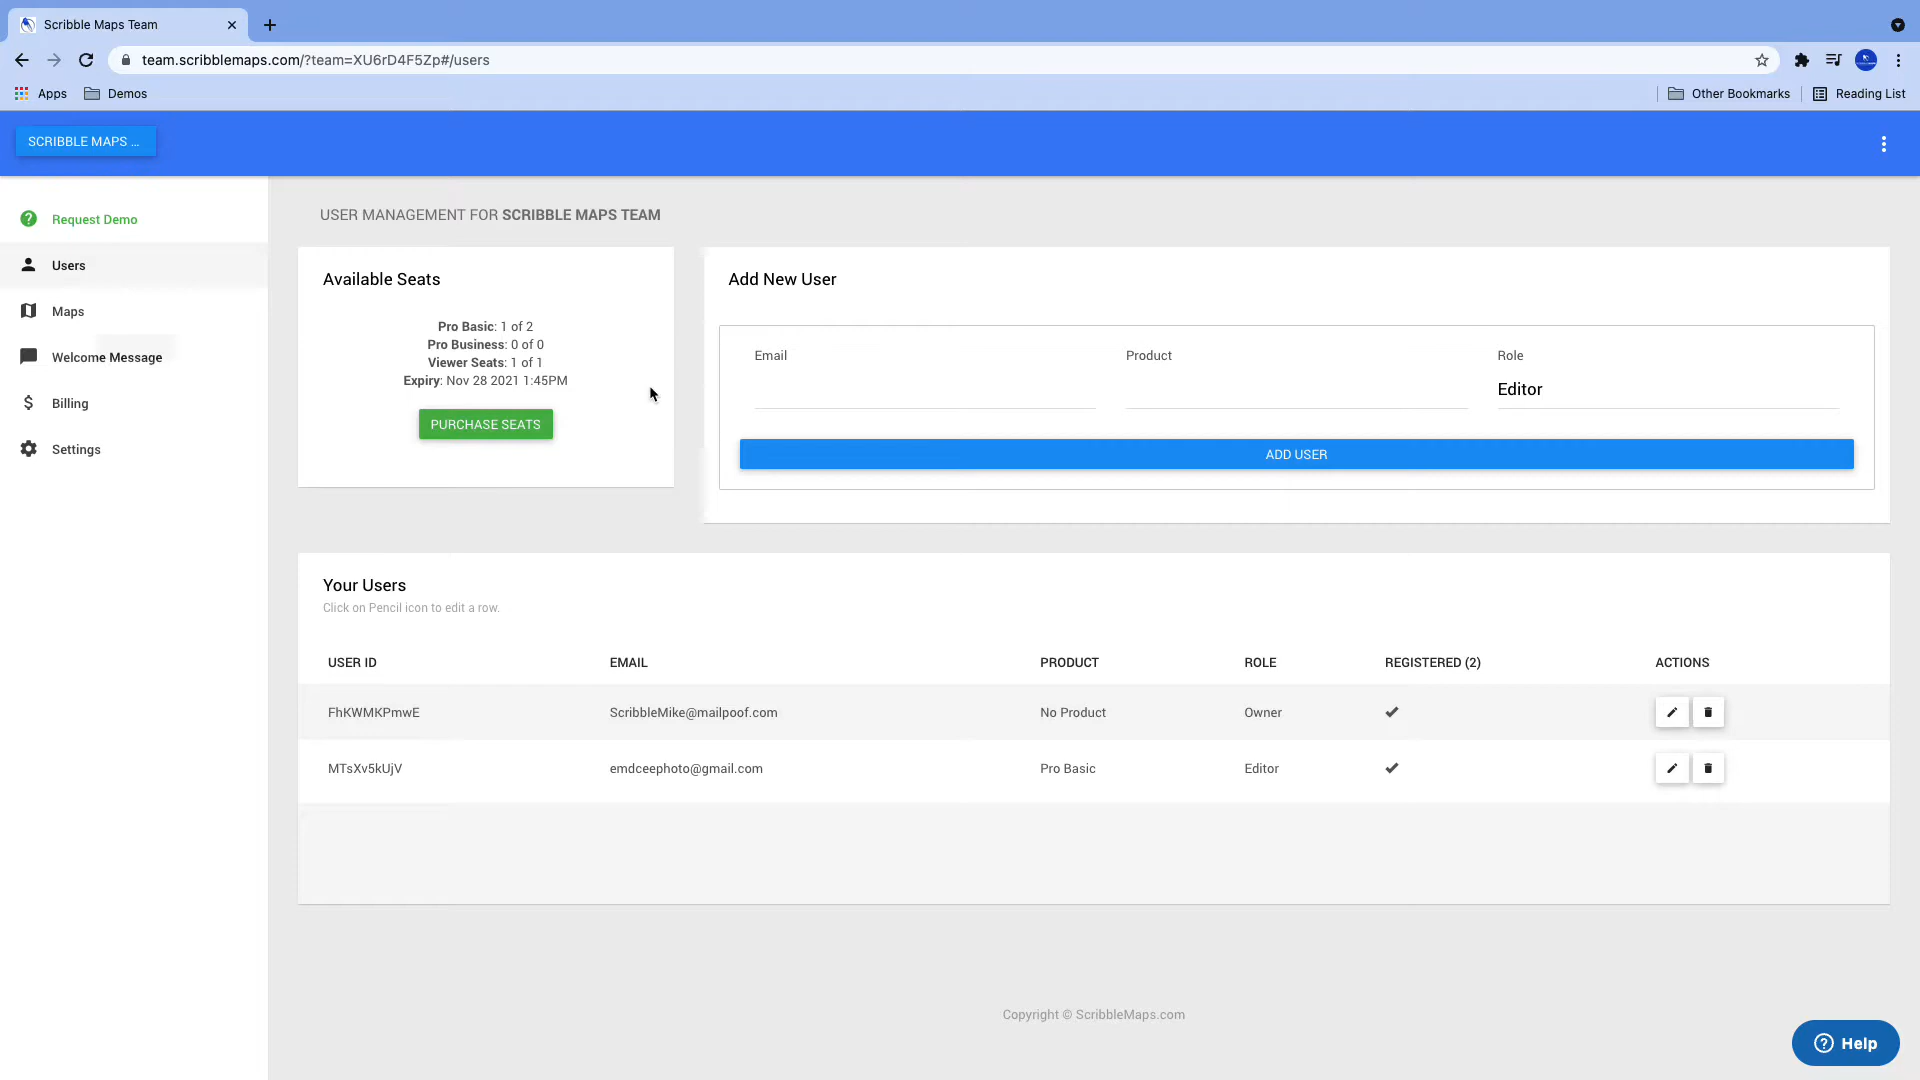 Scribble Maps Team
team.scribblemaps.com/?team=XU6rD4F5Zp#/users
Apps
Demos
Other Bookmarks
Reading List
SCRIBBLE MAPS ...
Request Demo
Users
Maps
Welcome Message
Billing
Settings
USER MANAGEMENT FOR SCRIBBLE MAPS TEAM
Available Seats
Pro Basic: 1 of 2
Pro Business: 0 of 0
Viewer Seats: 1 of 1
Expiry: Nov 28 2021 1:45PM
PURCHASE SEATS
Add New User
Email Product Role
Editor
ADD USER
Your Users
Click on Pencil icon to edit a row.
USER ID EMAIL PRODUCT ROLE REGISTERED (2) ACTIONS
FhKWMKPmwE ScribbleMike@mailpoof.com No Product Owner
MTsXv5kUjV emdceephoto@gmail.com Pro Basic Editor
Copyright © ScribbleMaps.com
Help